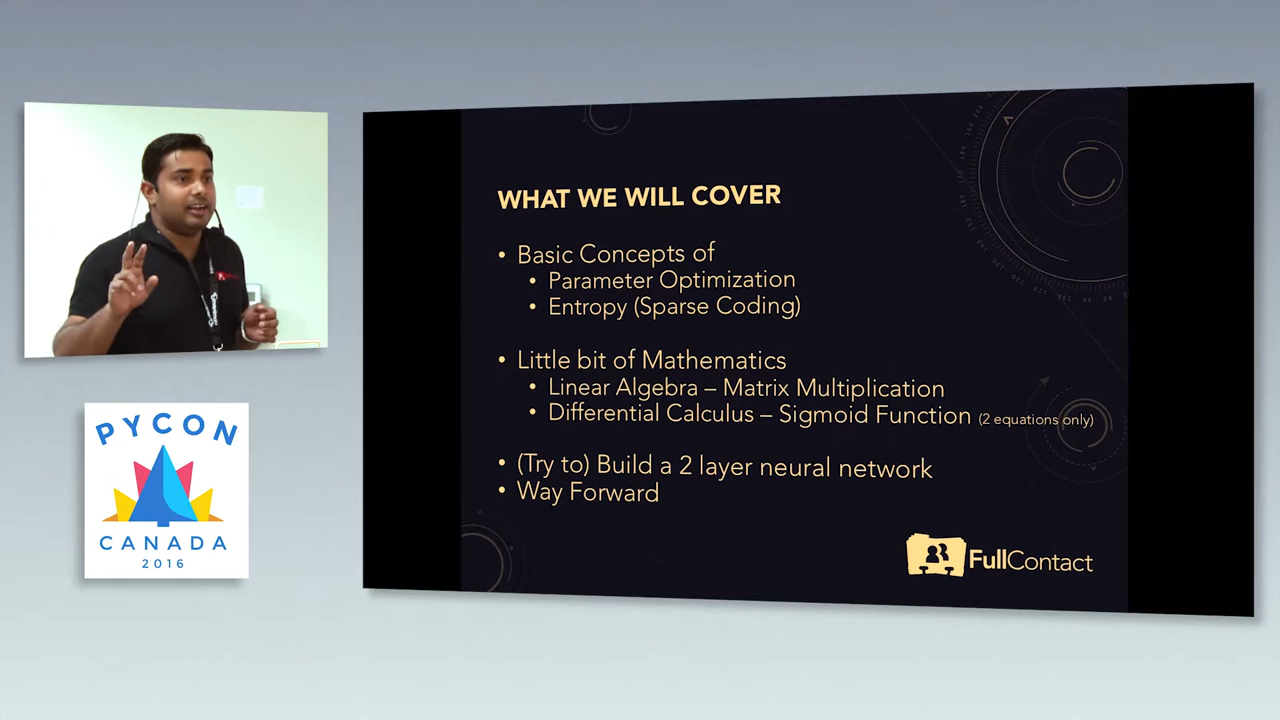 WHAT WE WILL COVER
• Basic Concepts of
• Parameter Optimization
• Entropy (Sparse Coding)
• Little bit of Mathematics
• Linear Algebra – Matrix Multiplication
• Differential Calculus – Sigmoid Function (2 equations only)
• (Try to) Build a 2 layer neural network
• Way Forward
FullContact
PYCON
CANADA
2016